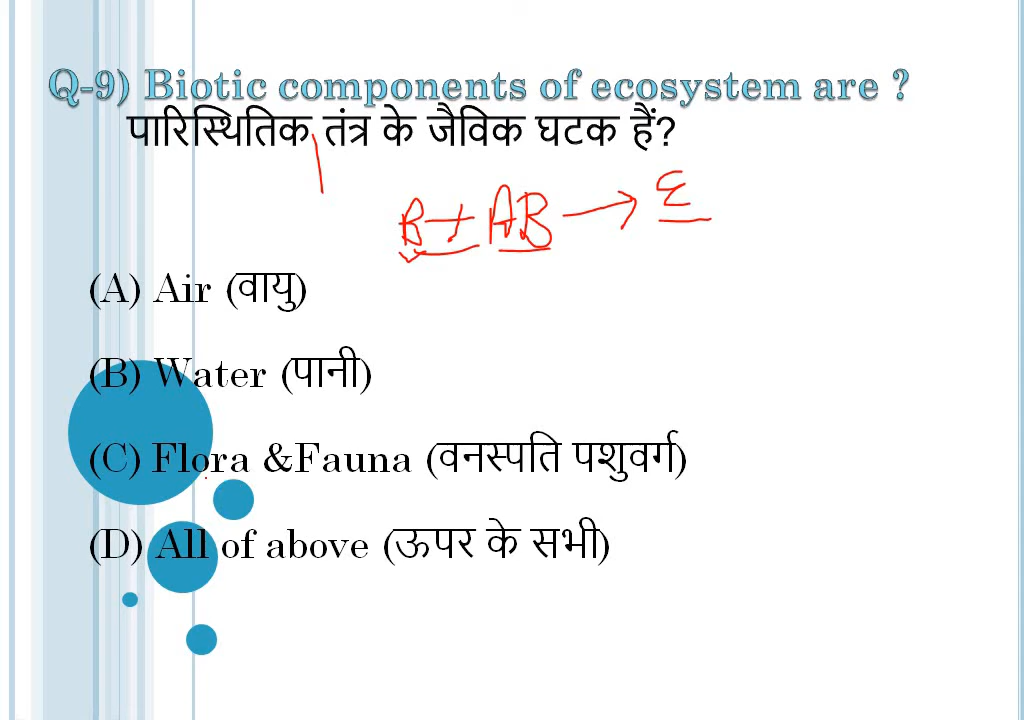 Q-9) Biotic components of ecosystem are ?
पारिस्थितिक तंत्र के जैविक घटक हैं?
B + AB → E
(A) Air (वायु)
(B) Water (पानी)
(C) Flora &Fauna (वनस्पति पशुवर्ग)
(D) All of above (ऊपर के सभी)